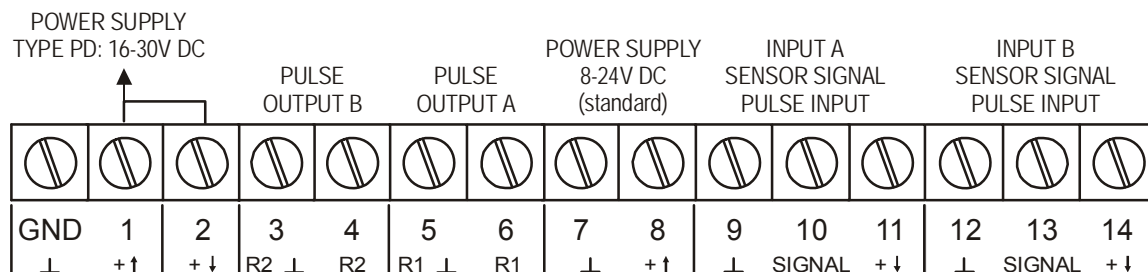 POWER SUPPLY
TYPE PD: 16-30V DC
PULSE
OUTPUT B
PULSE
OUTPUT A
POWER SUPPLY
8-24V DC
(standard)
INPUT A
SENSOR SIGNAL
PULSE INPUT
INPUT B
SENSOR SIGNAL
PULSE INPUT
GND 1 2 3 4 5 6 7 8 9 10 11 12 13 14
⊥ +↑ +↓ R2 ⊥ R2 R1 ⊥ R1 ⊥ +↑ ⊥ SIGNAL +↓ ⊥ SIGNAL +↓